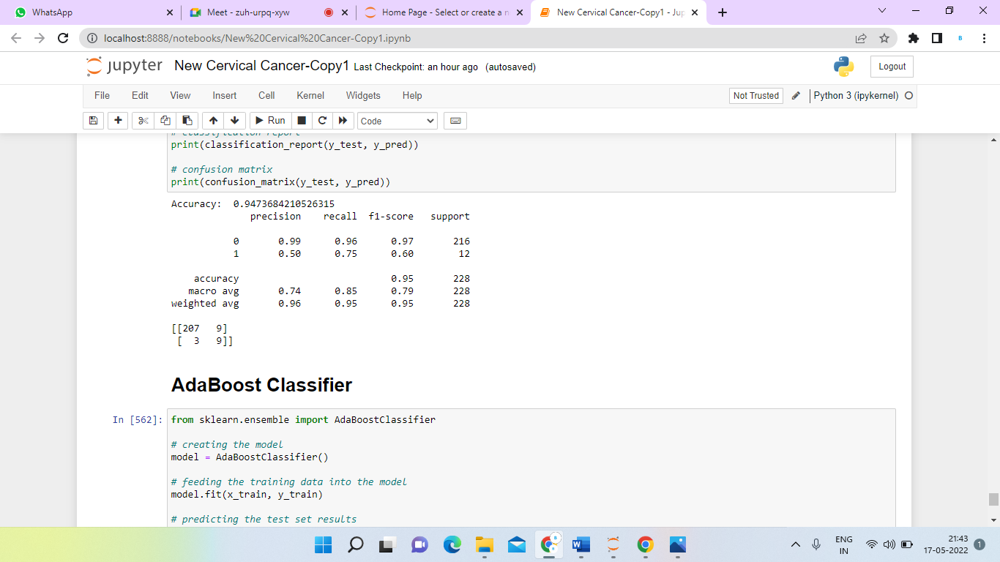 WhatsApp
Meet - zuh-urpq-xyw
Home Page - Select or create a n
New Cervical Cancer-Copy1 - Jup
localhost:8888/notebooks/New%20Cervical%20Cancer-Copy1.ipynb
B
jupyter New Cervical Cancer-Copy1 Last Checkpoint: an hour ago (autosaved)
Logout
File Edit View Insert Cell Kernel Widgets Help
Not Trusted
Python 3 (ipykernel)
Run
Code
# classification report
print(classification_report(y_test, y_pred))
# confusion matrix
print(confusion_matrix(y_test, y_pred))
Accuracy:  0.9473684210526315
              precision    recall  f1-score   support
           0       0.99      0.96      0.97       216
           1       0.50      0.75      0.60        12
    accuracy                           0.95       228
   macro avg       0.74      0.85      0.79       228
weighted avg       0.96      0.95      0.95       228
[[207   9]
 [  3   9]]
AdaBoost Classifier
In [562]: from sklearn.ensemble import AdaBoostClassifier
# creating the model
model = AdaBoostClassifier()
# feeding the training data into the model
model.fit(x_train, y_train)
# predicting the test set results
ENG
IN
21:43
17-05-2022
1